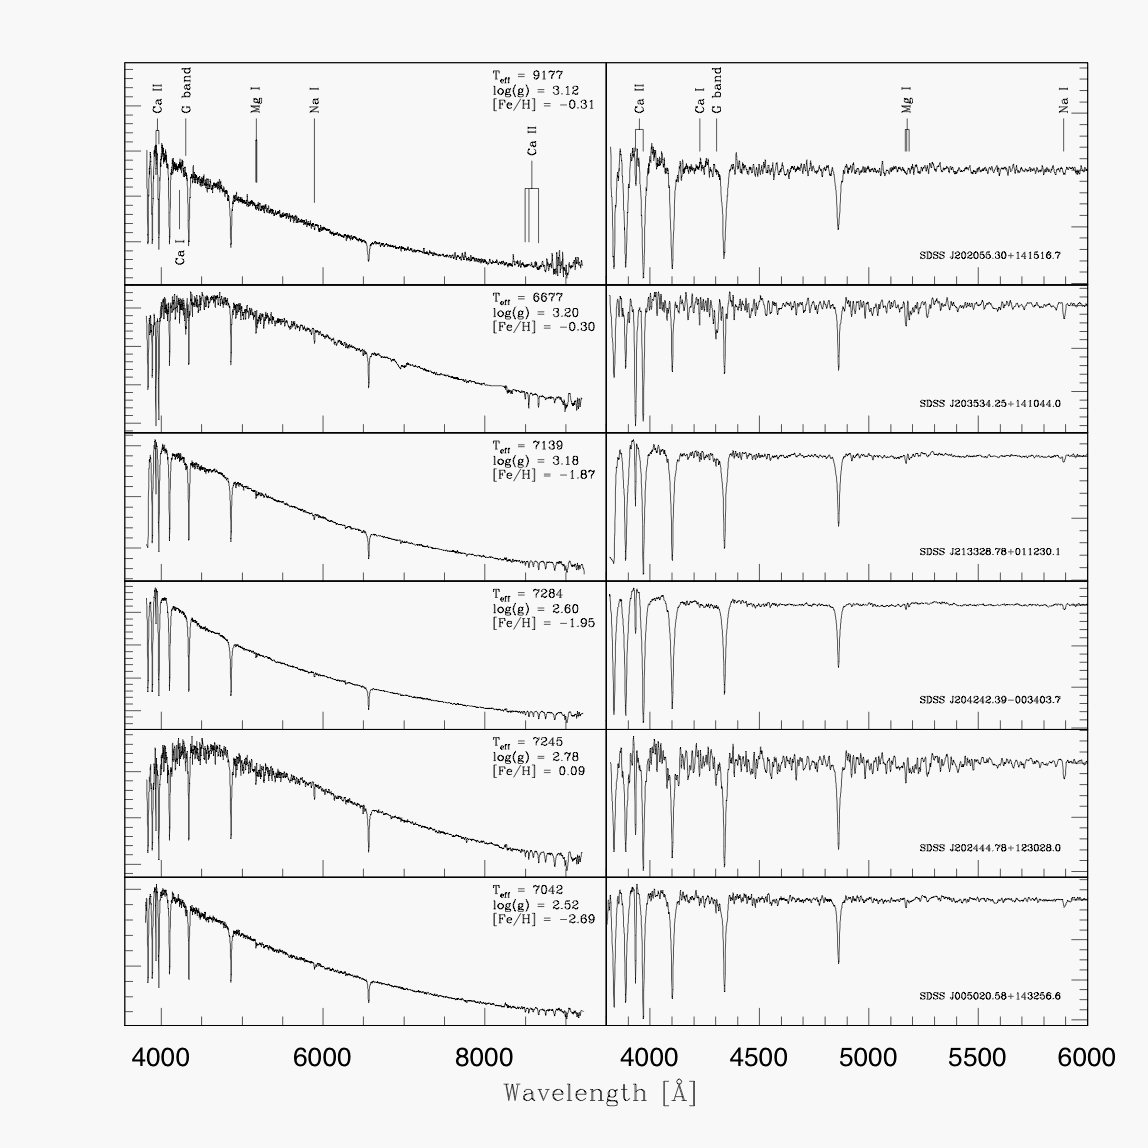 Ca II
G band
Mg I
Na I
Ca II
Ca I
T_eff = 9177
log(g) = 3.12
[Fe/H] = −0.31
Ca II
Ca I
G band
Mg I
Na I
SDSS J202055.30+141516.7
T_eff = 6677
log(g) = 3.20
[Fe/H] = −0.30
SDSS J203534.25+141044.0
T_eff = 7139
log(g) = 3.18
[Fe/H] = −1.87
SDSS J213328.78+011230.1
T_eff = 7284
log(g) = 2.60
[Fe/H] = −1.95
SDSS J204242.39−003403.7
T_eff = 7245
log(g) = 2.78
[Fe/H] = 0.09
SDSS J202444.78+123028.0
T_eff = 7042
log(g) = 2.52
[Fe/H] = −2.69
SDSS J005020.58+143256.6
4000 6000 8000 4000 4500 5000 5500 6000
Wavelength [Å]